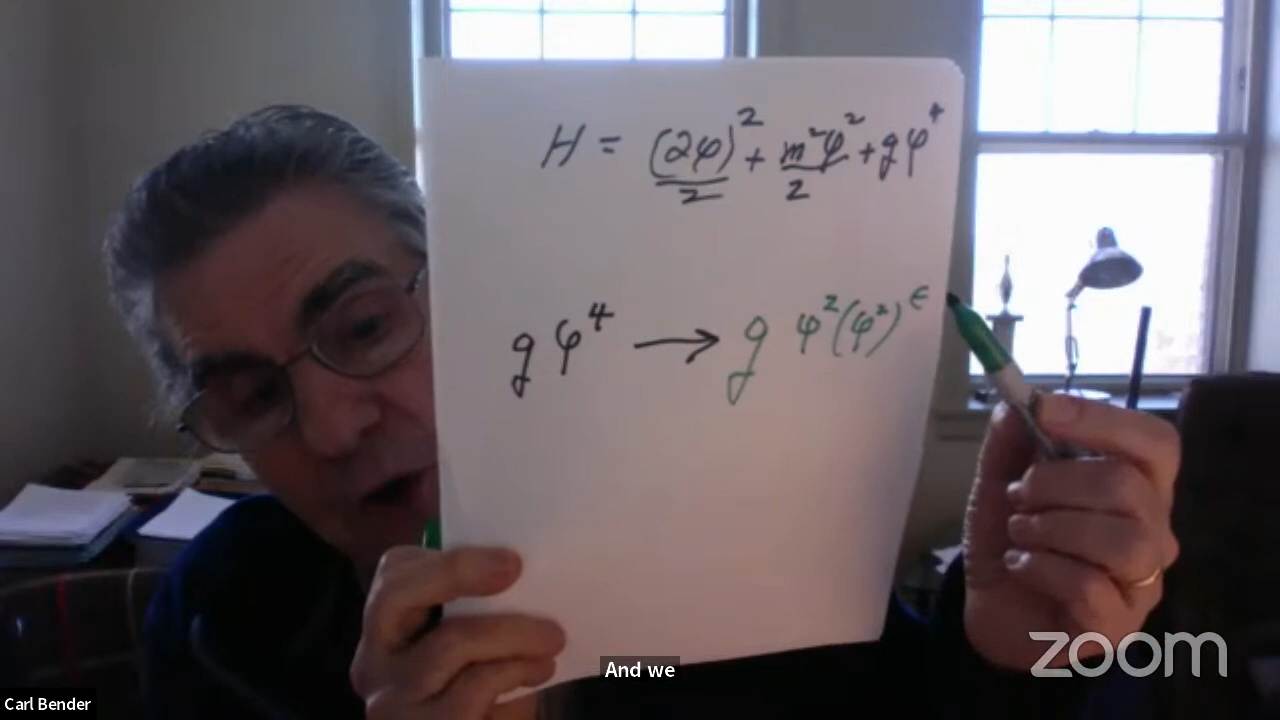 H = (∂φ)²/2 + m²φ²/2 + gφ⁴
gφ⁴ → g φ²(φ²)^ϵ
And we
zoom
Carl Bender